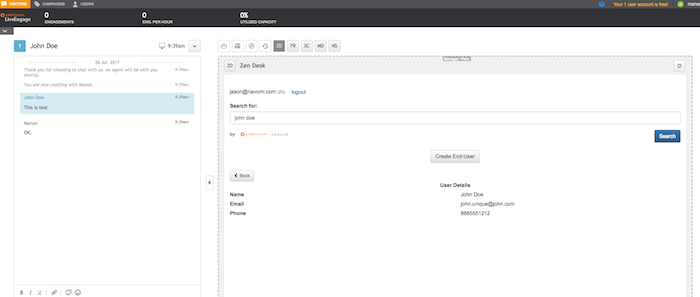 VISITORS
CAMPAIGNS
USERS
Your 1 user account is free!
LiveEngage
0
ENGAGEMENTS
0
ENG. PER HOUR
0%
UTILIZED CAPACITY
1
John Doe
9:39am
26 Jul, 2017
Thank you for choosing to chat with us. An agent will be with you shortly.
9:39am
You are now chatting with Manan.
9:39am
John Doe
9:39am
This is test
Manan
9:39am
OK.
B I U
ZD
FR
SC
MD
HS
ZD
Zen Desk
jason@navomi.com
logout
Search for:
john doe
by
Search
Create End-User
Back
User Details
Name
John Doe
Email
john.unique@john.com
Phone
8885551212